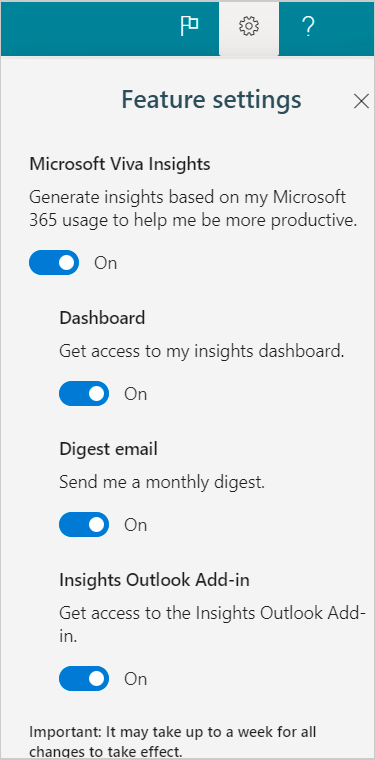 ?
Feature settings
Microsoft Viva Insights
Generate insights based on my Microsoft
365 usage to help me be more productive.
On
Dashboard
Get access to my insights dashboard.
On
Digest email
Send me a monthly digest.
On
Insights Outlook Add-in
Get access to the Insights Outlook Add-
in.
On
Important: It may take up to a week for all
changes to take effect.